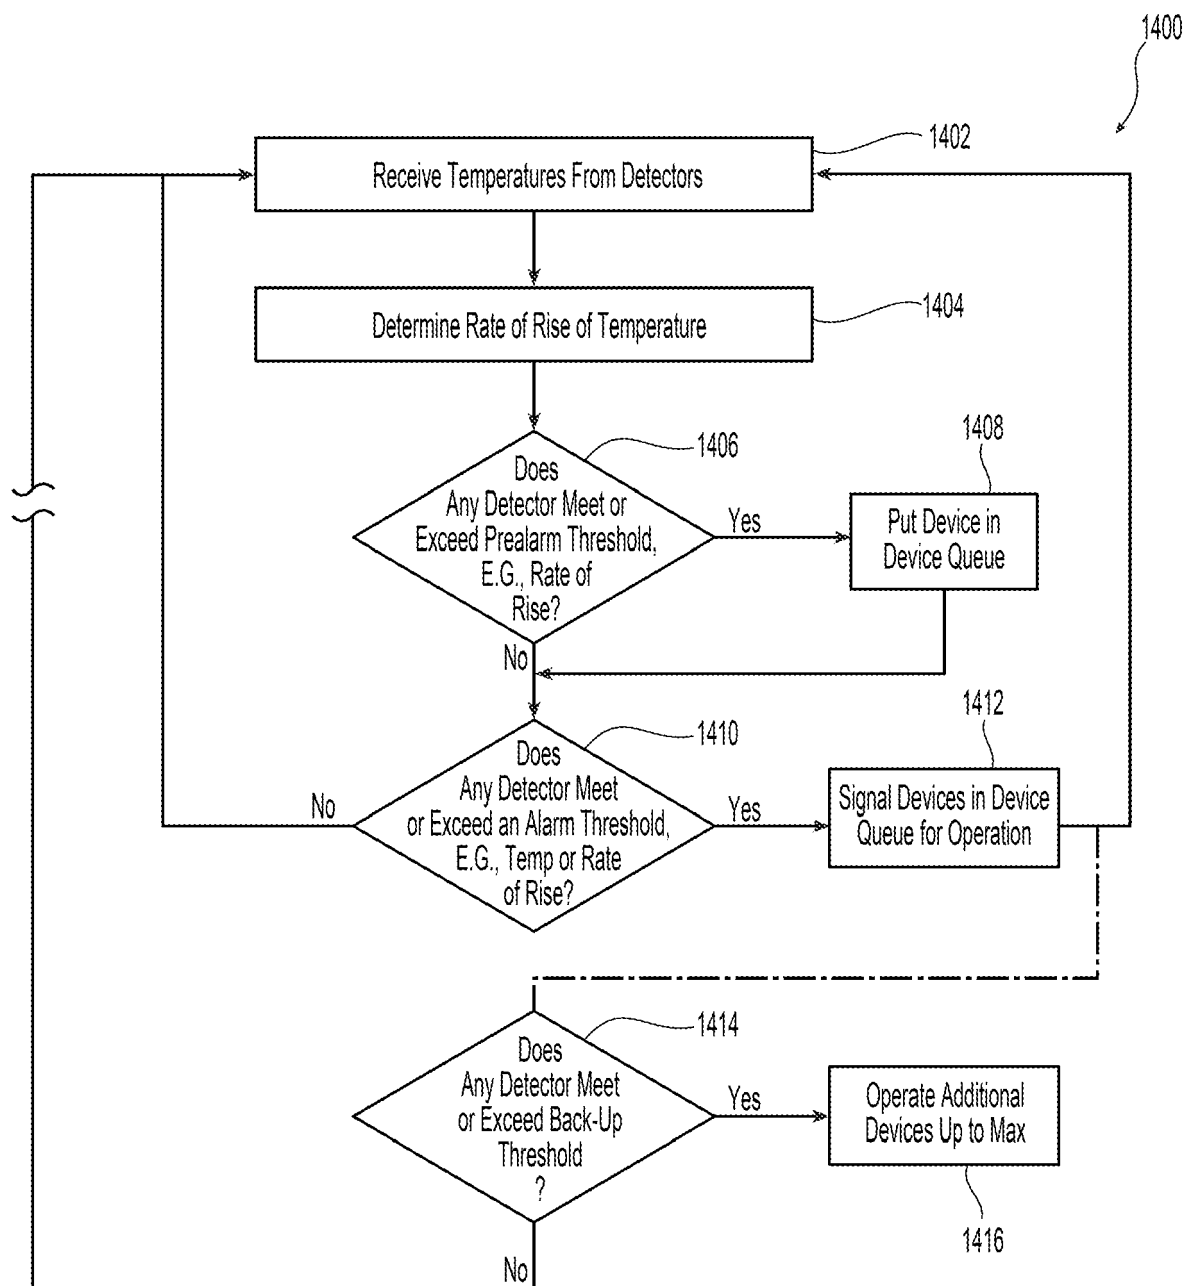 1400
1402
Receive Temperatures From Detectors
1404
Determine Rate of Rise of Temperature
1406
Does
Any Detector Meet or
Exceed Prealarm Threshold,
E.G., Rate of
Rise?
Yes
1408
Put Device in
Device Queue
No
1410
Does
Any Detector Meet
or Exceed an Alarm Threshold,
E.G., Temp or Rate
of Rise?
No
Yes
1412
Signal Devices in Device
Queue for Operation
1414
Does
Any Detector Meet
or Exceed Back-Up
Threshold
?
Yes
Operate Additional
Devices Up to Max
1416
No